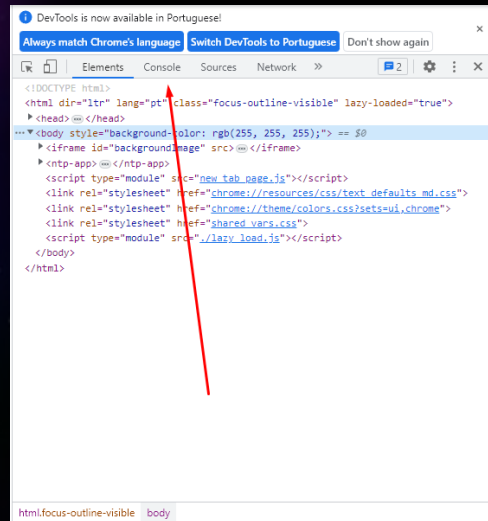 DevTools is now available in Portuguese!
Always match Chrome's language Switch DevTools to Portuguese Don't show again
Elements Console Sources Network » 2
<!DOCTYPE html>
<html dir="ltr" lang="pt" class="focus-outline-visible" lazy-loaded="true">
<head>…</head>
<body style="background-color: rgb(255, 255, 255);"> == $0
<iframe id="backgroundImage" src>…</iframe>
<ntp-app>…</ntp-app>
<script type="module" src="new_tab_page.js"></script>
<link rel="stylesheet" href="chrome://resources/css/text_defaults_md.css">
<link rel="stylesheet" href="chrome://theme/colors.css?sets=ui,chrome">
<link rel="stylesheet" href="shared_vars.css">
<script type="module" src="./lazy_load.js"></script>
</body>
</html>
html.focus-outline-visible body